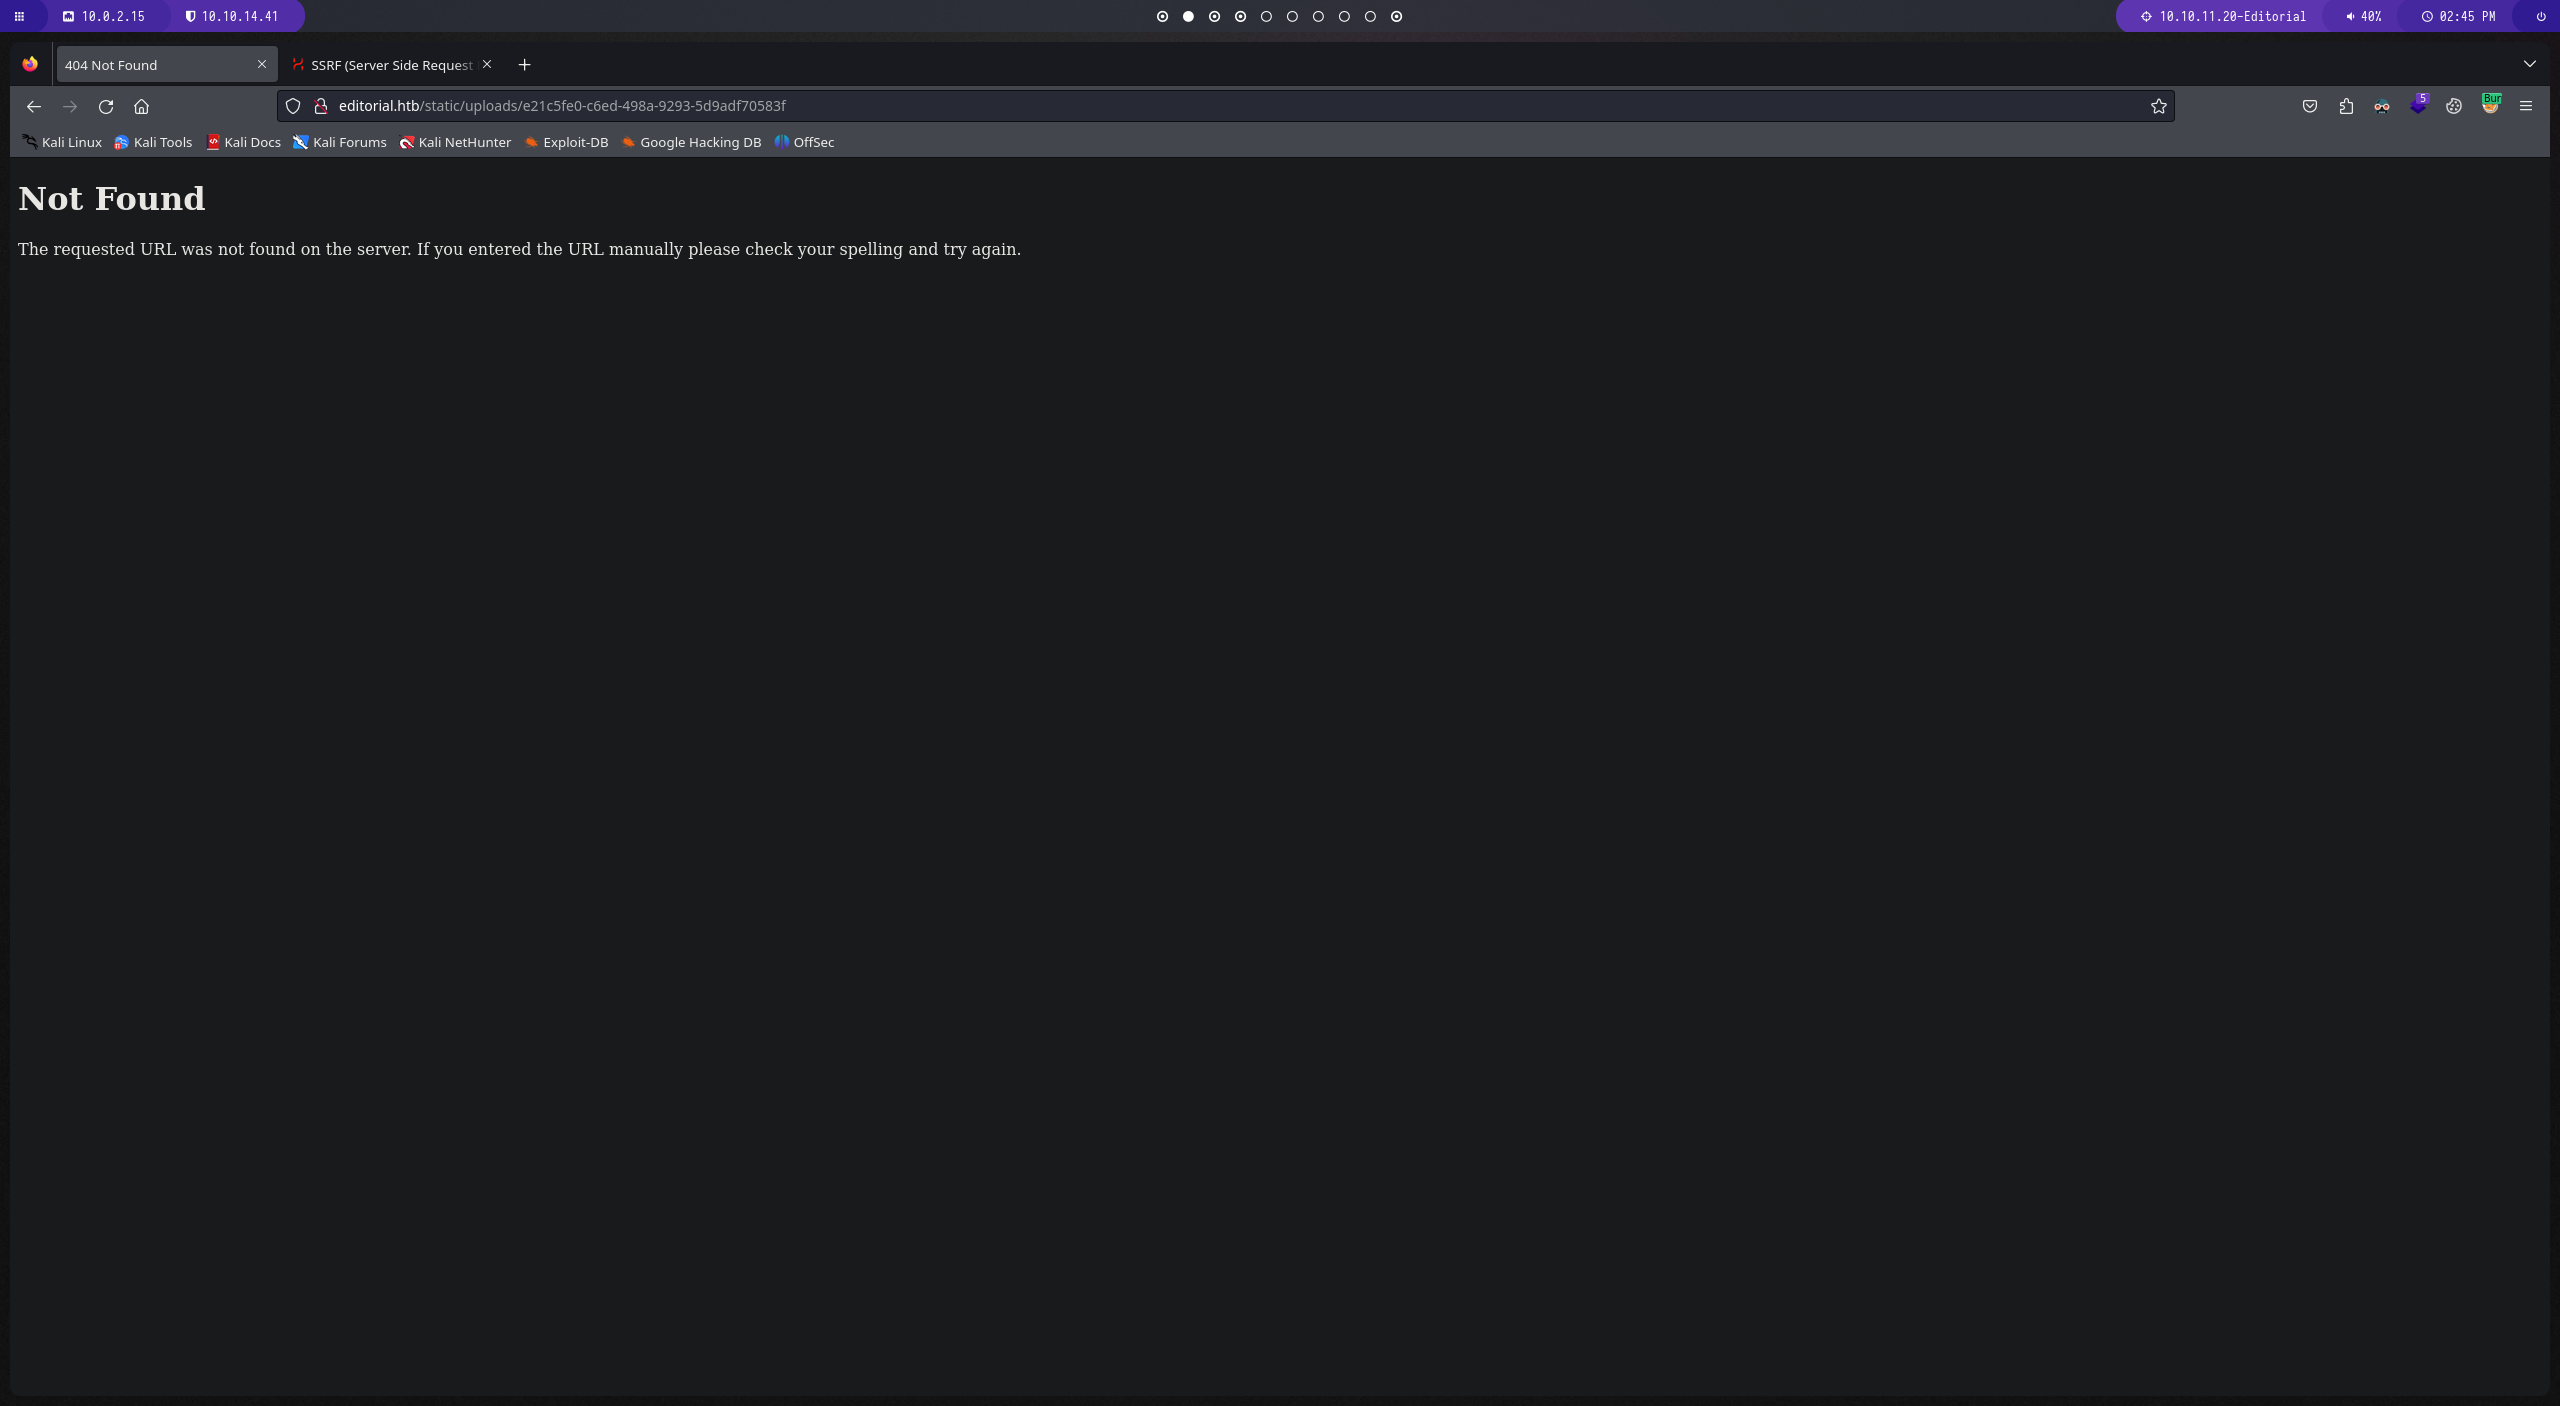 10.0.2.15 10.10.14.41 10.10.11.20-Editorial 40% 02:45 PM
404 Not Found SSRF (Server Side Request
editorial.htb/static/uploads/e21c5fe0-c6ed-498a-9293-5d9adf70583f 5 Bur
Kali Linux Kali Tools Kali Docs Kali Forums Kali NetHunter Exploit-DB Google Hacking DB OffSec
Not Found
The requested URL was not found on the server. If you entered the URL manually please check your spelling and try again.